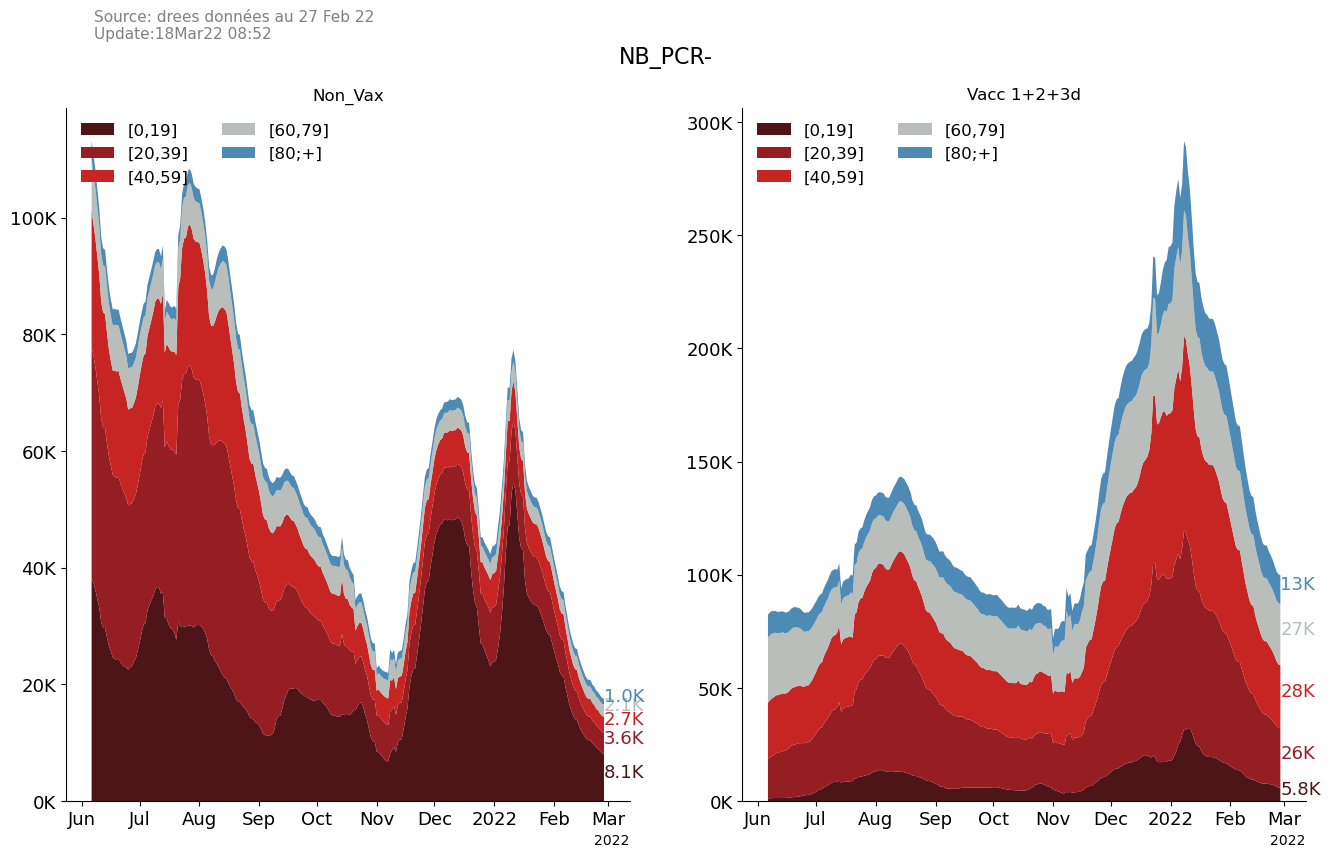 Source: drees données au 27 Feb 22
Update:18Mar22 08:52
NB_PCR-
Non_Vax
[0,19]
[20,39]
[40,59]
[60,79]
[80;+]
100K
80K
60K
40K
20K
0K
1.0K
2.1K
2.7K
3.6K
8.1K
Jun Jul Aug Sep Oct Nov Dec 2022 Feb Mar
2022
Vacc 1+2+3d
[0,19]
[20,39]
[40,59]
[60,79]
[80;+]
300K
250K
200K
150K
100K
50K
0K
13K
27K
28K
26K
5.8K
Jun Jul Aug Sep Oct Nov Dec 2022 Feb Mar
2022